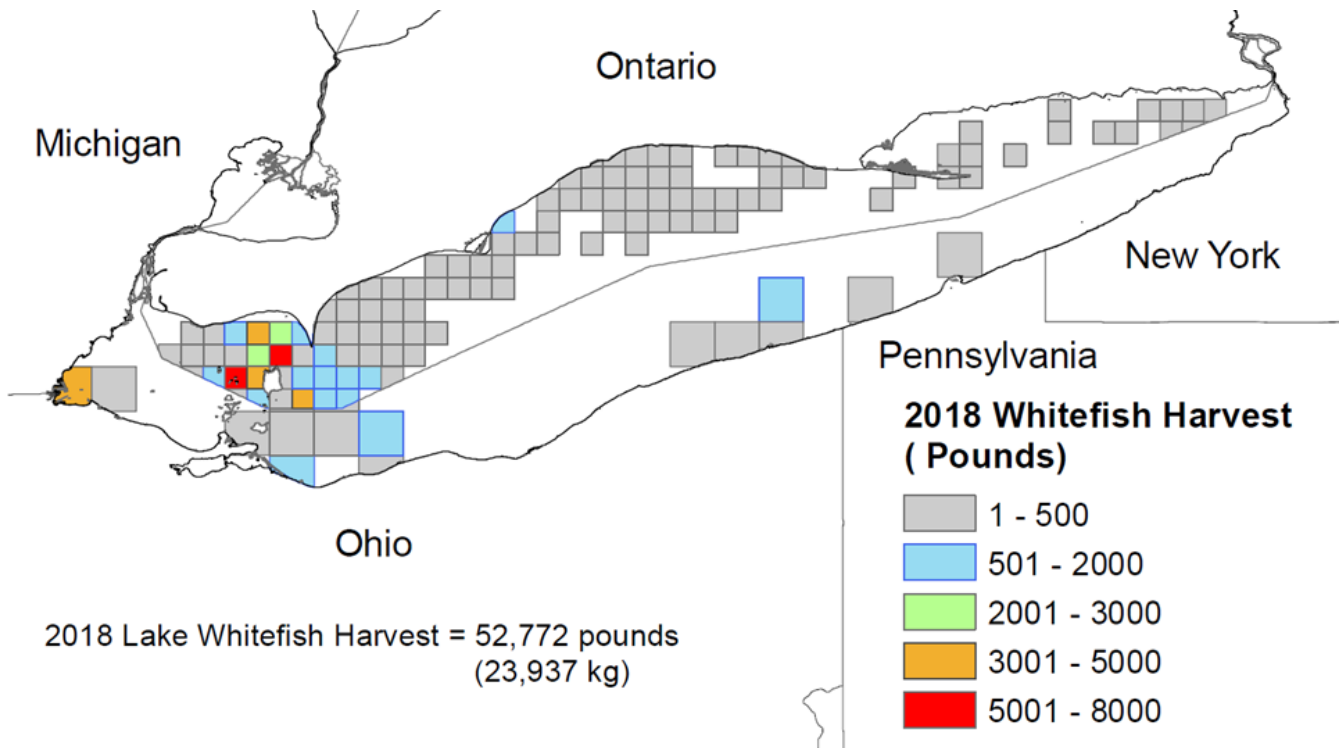 Ontario
Michigan
New York
Pennsylvania
2018 Whitefish Harvest
( Pounds)
1 - 500
501 - 2000
2001 - 3000
3001 - 5000
5001 - 8000
Ohio
2018 Lake Whitefish Harvest = 52,772 pounds
(23,937 kg)